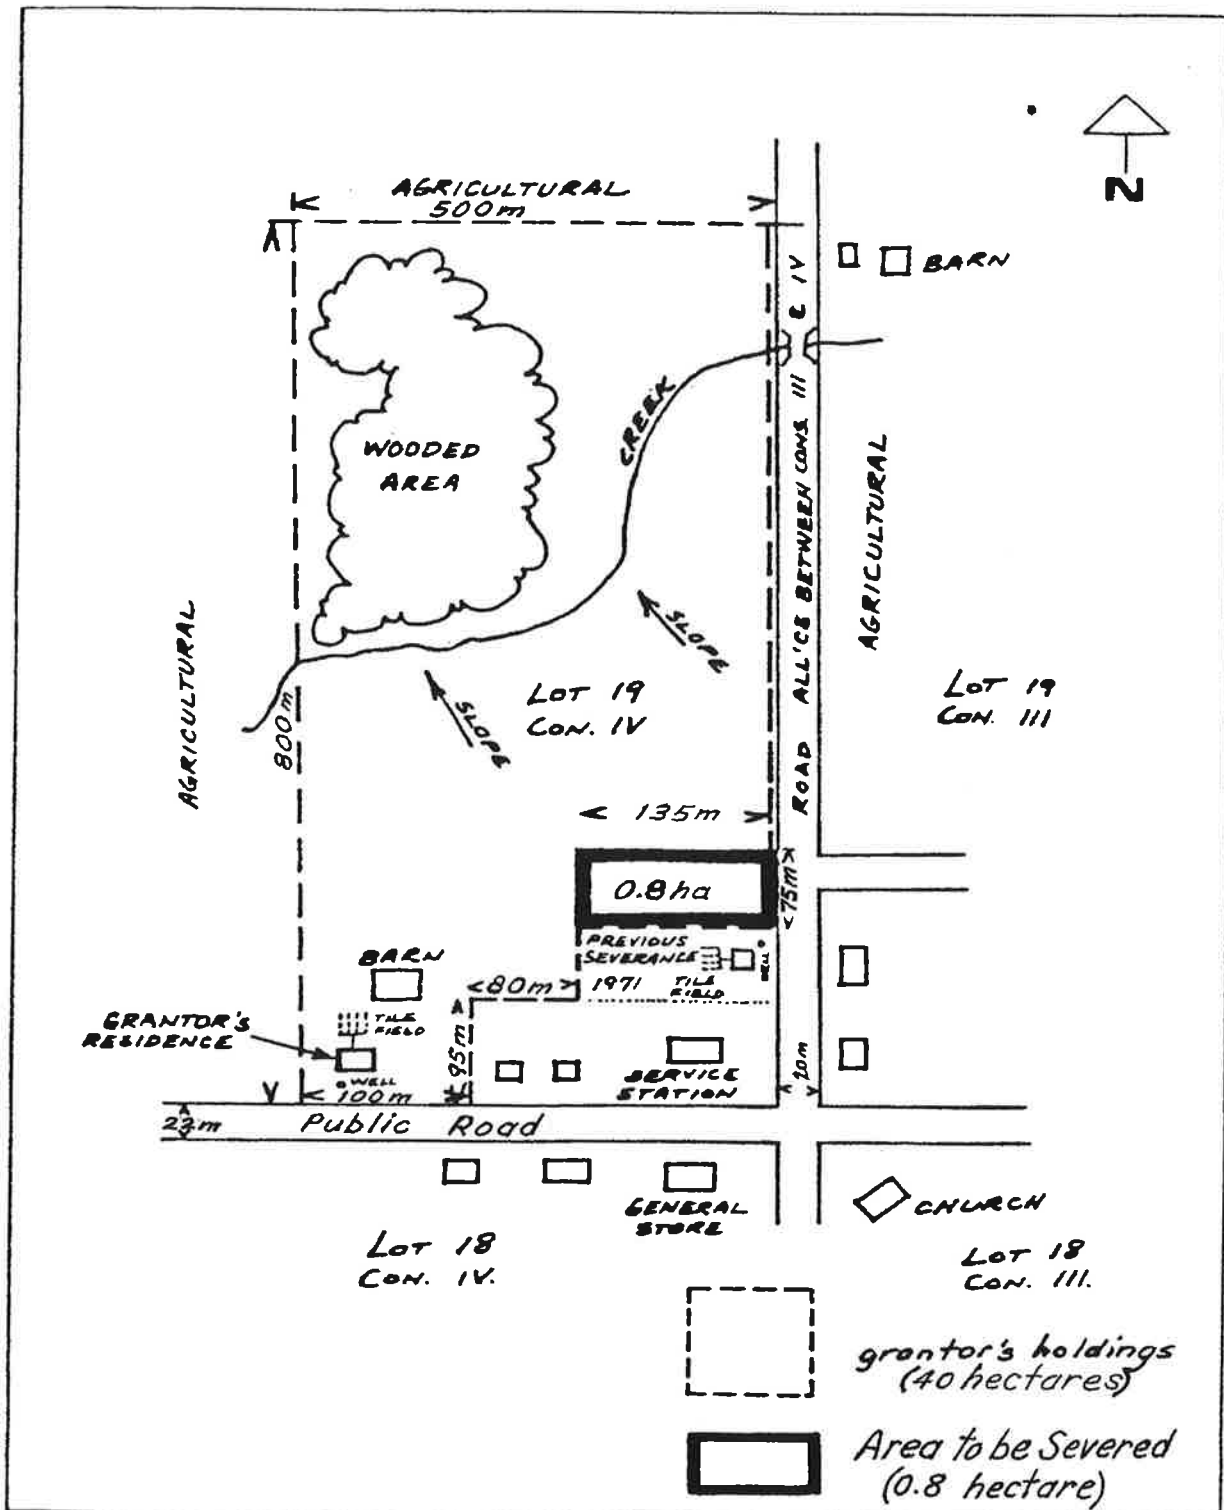 N
AGRICULTURAL
500m
BARN
ROAD ALL'CE BETWEEN CONS III & IV
CREEK
WOODED
AREA
AGRICULTURAL
AGRICULTURAL
SLOPE
SLOPE
800m
LOT 19
CON. IV
LOT 19
CON. III
135m
0.8 ha
75m
PREVIOUS
SEVERANCE
1971
TILE
FIELD
WELL
BARN
80m
GRANTOR'S
RESIDENCE
TILE
FIELD
95m
WELL
100m
SERVICE
STATION
20m
22m
Public Road
GENERAL
STORE
CHURCH
LOT 18
CON. IV.
LOT 18
CON. III.
grantor's holdings
(40 hectares)
Area to be Severed
(0.8 hectare)